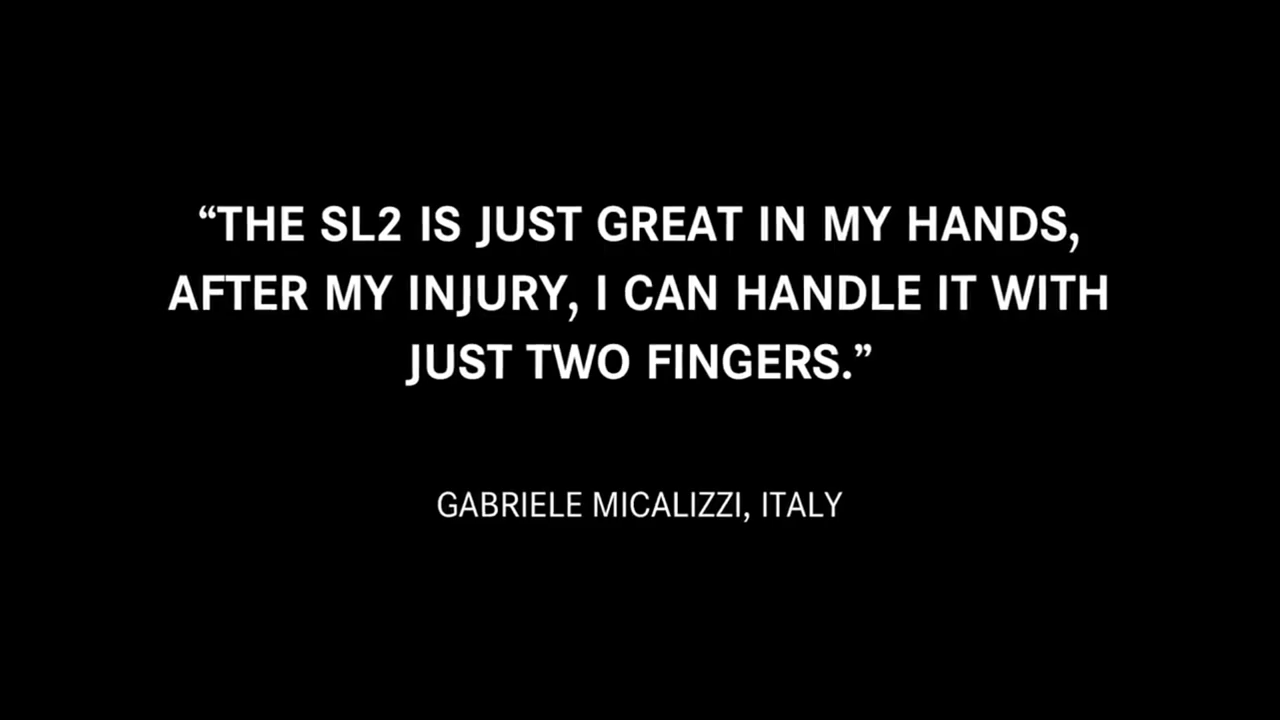 “THE SL2 IS JUST GREAT IN MY HANDS,
AFTER MY INJURY, I CAN HANDLE IT WITH
JUST TWO FINGERS.”
GABRIELE MICALIZZI, ITALY